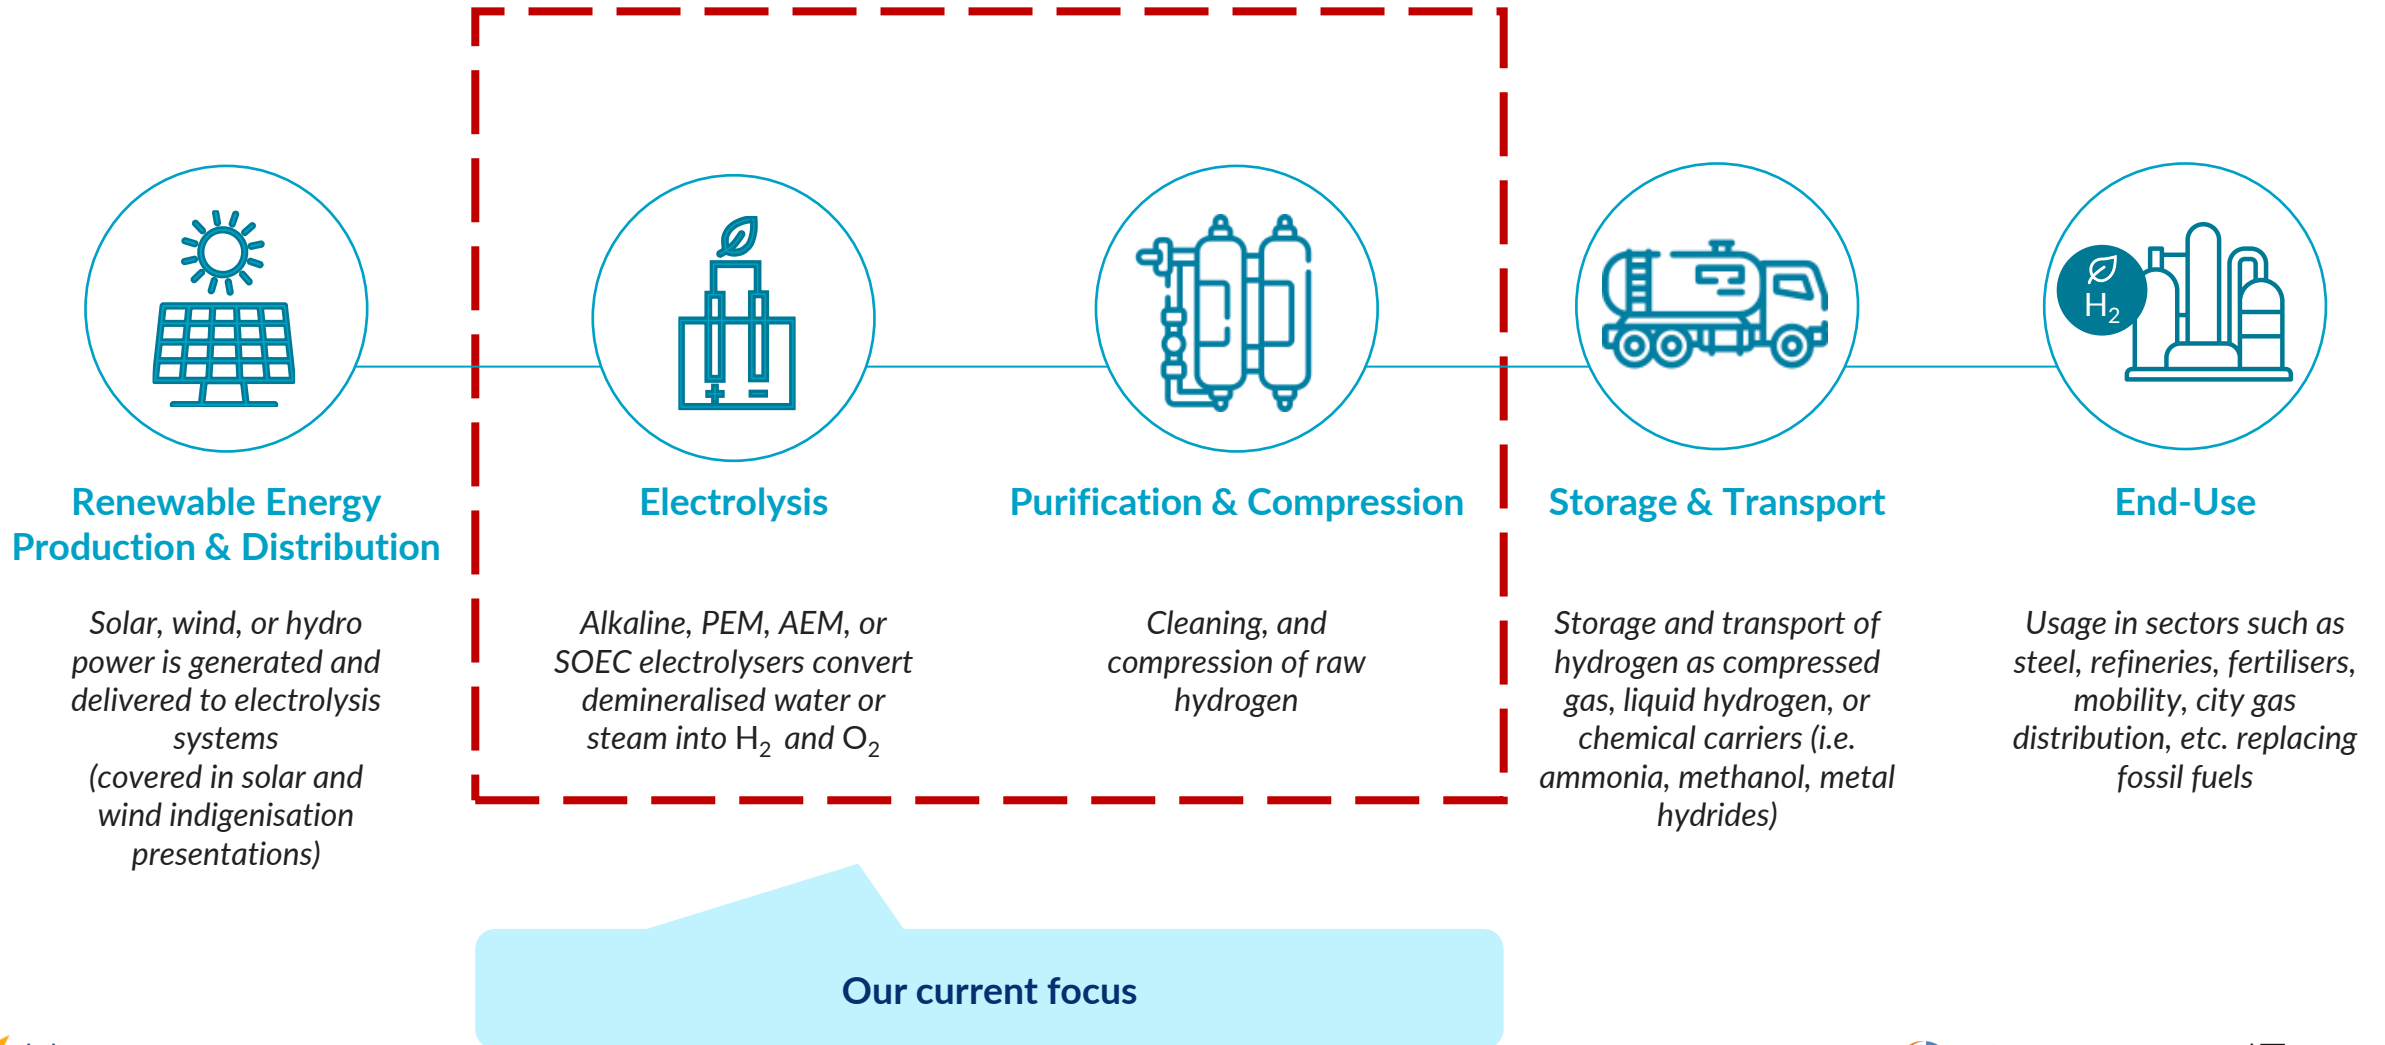 H₂
Renewable Energy
Production & Distribution
Solar, wind, or hydro
power is generated and
delivered to electrolysis
systems
(covered in solar and
wind indigenisation
presentations)
Electrolysis
Alkaline, PEM, AEM, or
SOEC electrolysers convert
demineralised water or
steam into H₂ and O₂
Purification & Compression
Cleaning, and
compression of raw
hydrogen
Storage & Transport
Storage and transport of
hydrogen as compressed
gas, liquid hydrogen, or
chemical carriers (i.e.
ammonia, methanol, metal
hydrides)
End-Use
Usage in sectors such as
steel, refineries, fertilisers,
mobility, city gas
distribution, etc. replacing
fossil fuels
Our current focus